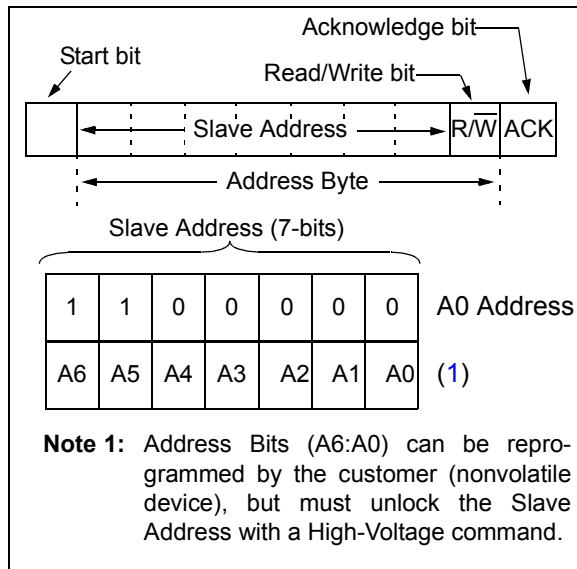 Acknowledge bit
Start bit
Read/Write bit
Slave Address
R/W̅
ACK
Address Byte
Slave Address (7-bits)
1 1 0 0 0 0 0 A0 Address
A6 A5 A4 A3 A2 A1 A0 (1)
Note 1: Address Bits (A6:A0) can be repro-
grammed by the customer (nonvolatile
device), but must unlock the Slave
Address with a High-Voltage command.